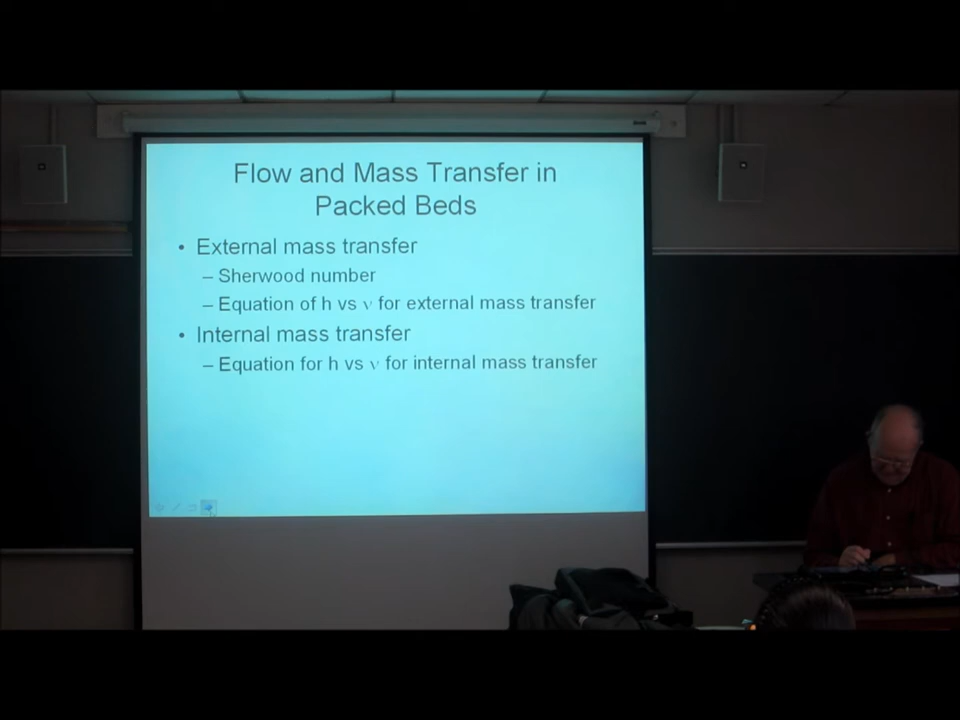 Flow and Mass Transfer in
Packed Beds
• External mass transfer
– Sherwood number
– Equation of h vs ν for external mass transfer
• Internal mass transfer
– Equation for h vs ν for internal mass transfer